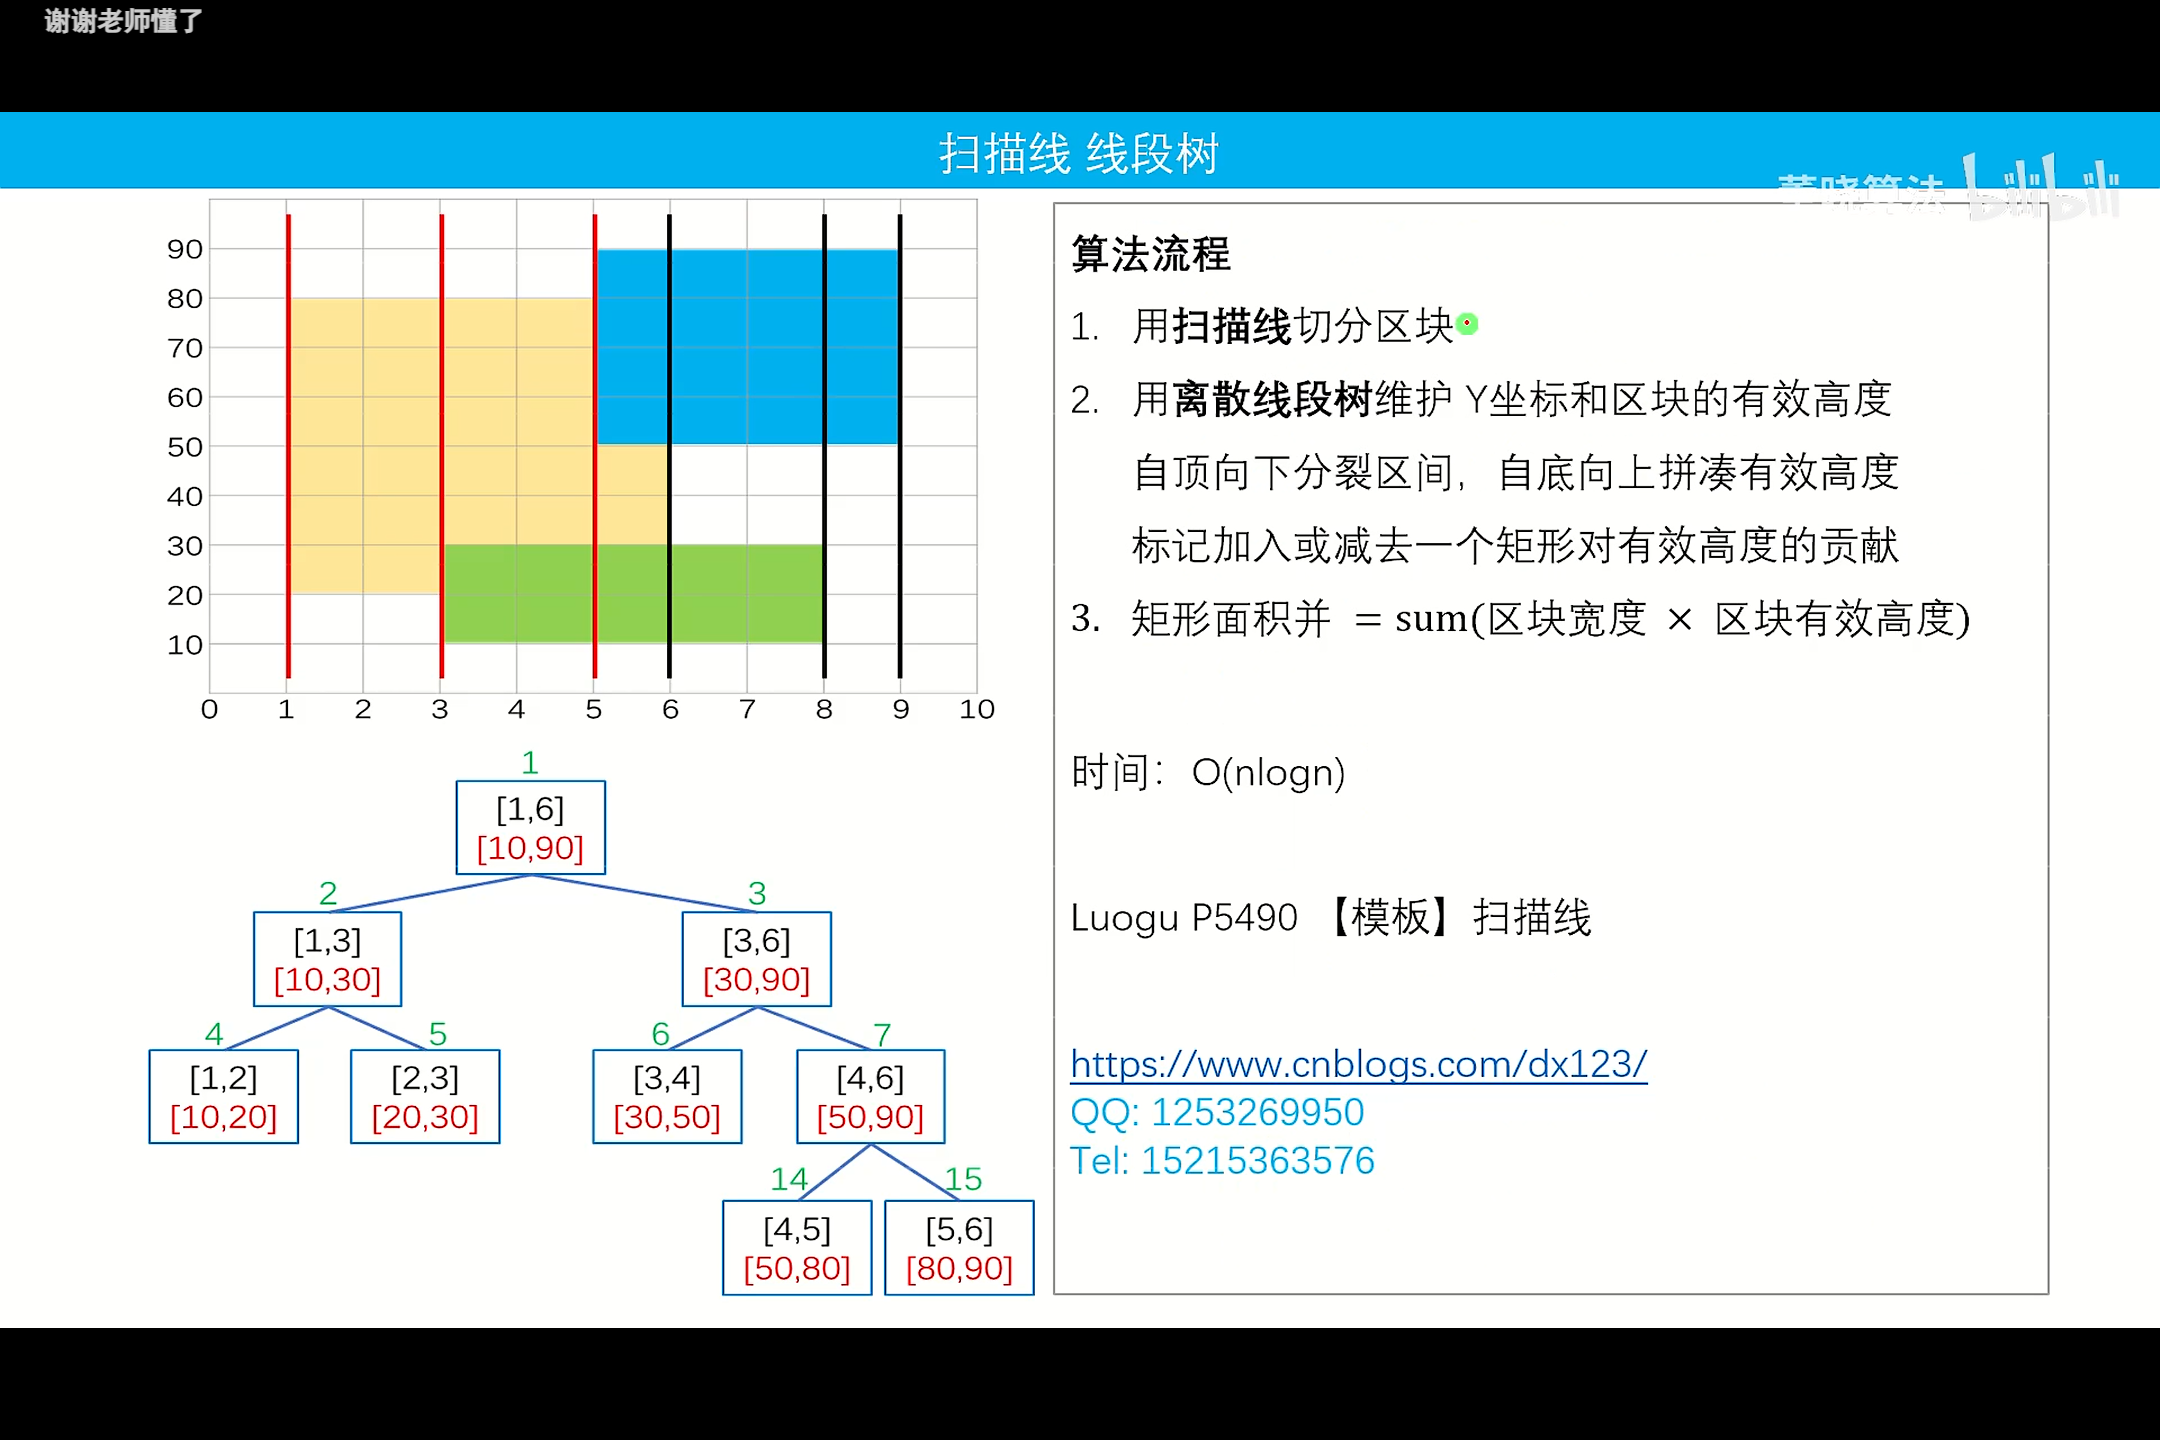 谢谢老师懂了
扫描线 线段树
董晓算法 bilibili
90
80
70
60
50
40
30
20
10
0 1 2 3 4 5 6 7 8 9 10
1
[1,6]
[10,90]
2 3
[1,3] [3,6]
[10,30] [30,90]
4 5 6 7
[1,2] [2,3] [3,4] [4,6]
[10,20] [20,30] [30,50] [50,90]
14 15
[4,5] [5,6]
[50,80] [80,90]
算法流程
1. 用扫描线切分区块
2. 用离散线段树维护 Y坐标和区块的有效高度
自顶向下分裂区间，自底向上拼凑有效高度
标记加入或减去一个矩形对有效高度的贡献
3. 矩形面积并 = sum(区块宽度 × 区块有效高度)
时间：O(nlogn)
Luogu P5490 【模板】扫描线
https://www.cnblogs.com/dx123/
QQ: 1253269950
Tel: 15215363576